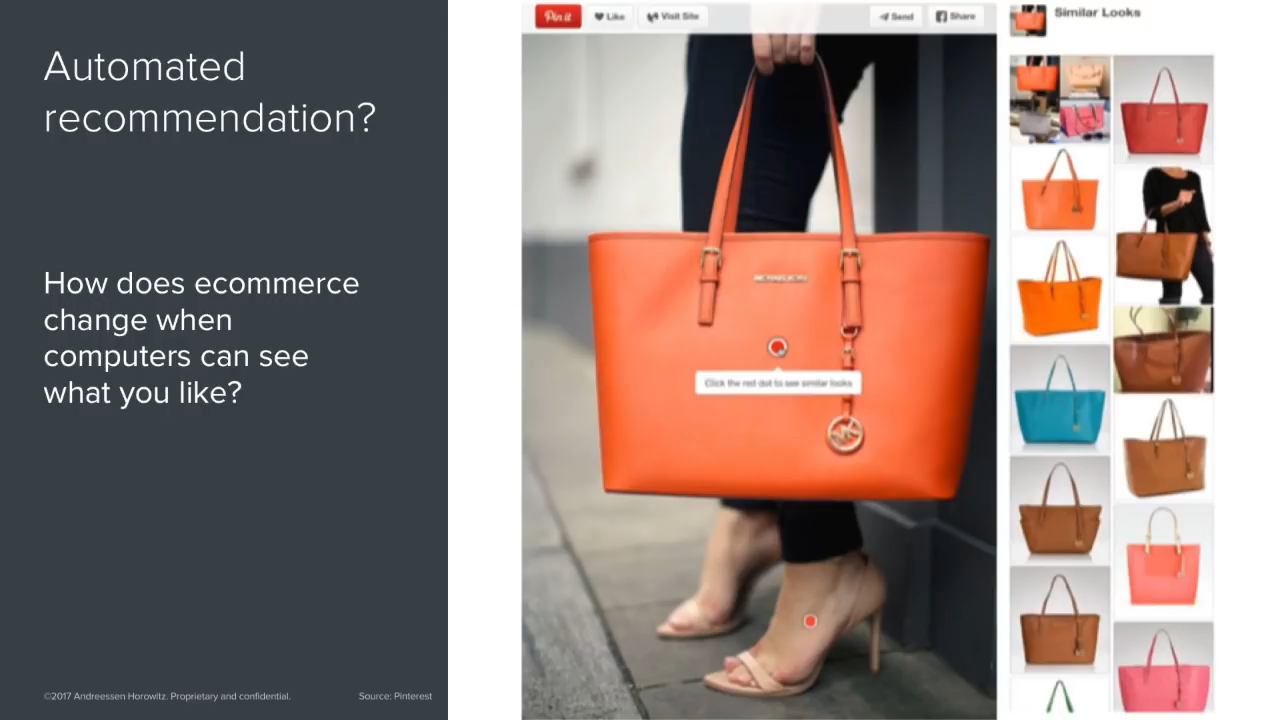 Automated
recommendation?
How does ecommerce
change when
computers can see
what you like?
©2017 Andreessen Horowitz. Proprietary and confidential.
Source: Pinterest
Pin it
Like
Visit Site
Send
Share
MICHAEL KORS
Click the red dot to see similar looks
Similar Looks